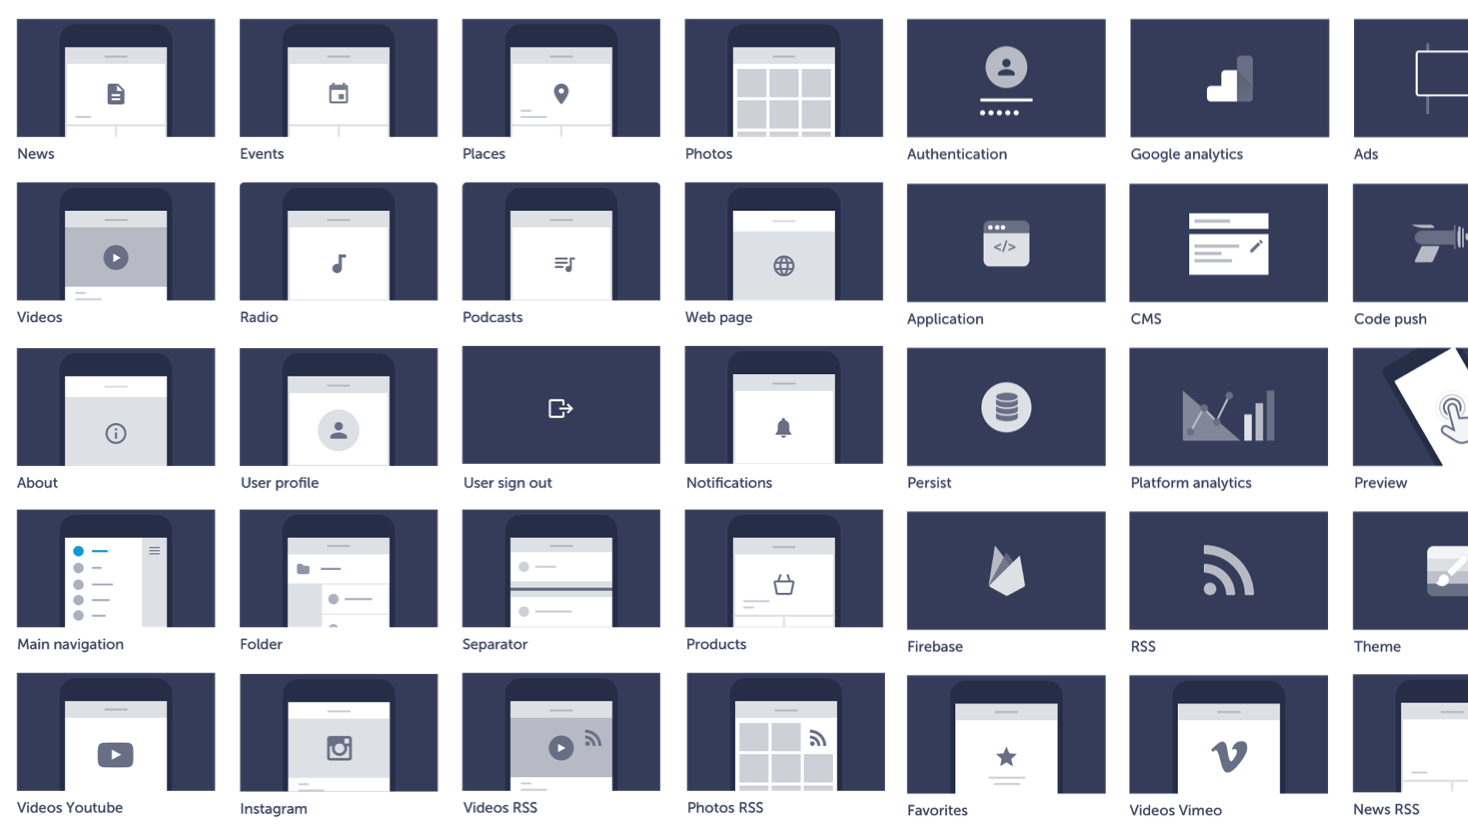 News
Events
Places
Photos
Authentication
Google analytics
Ads
Videos
Radio
Podcasts
Web page
</>
Application
CMS
Code push
About
User profile
User sign out
Notifications
Persist
Platform analytics
Preview
Main navigation
Folder
Separator
Products
Firebase
RSS
Theme
Videos Youtube
Instagram
Videos RSS
Photos RSS
Favorites
Videos Vimeo
News RSS